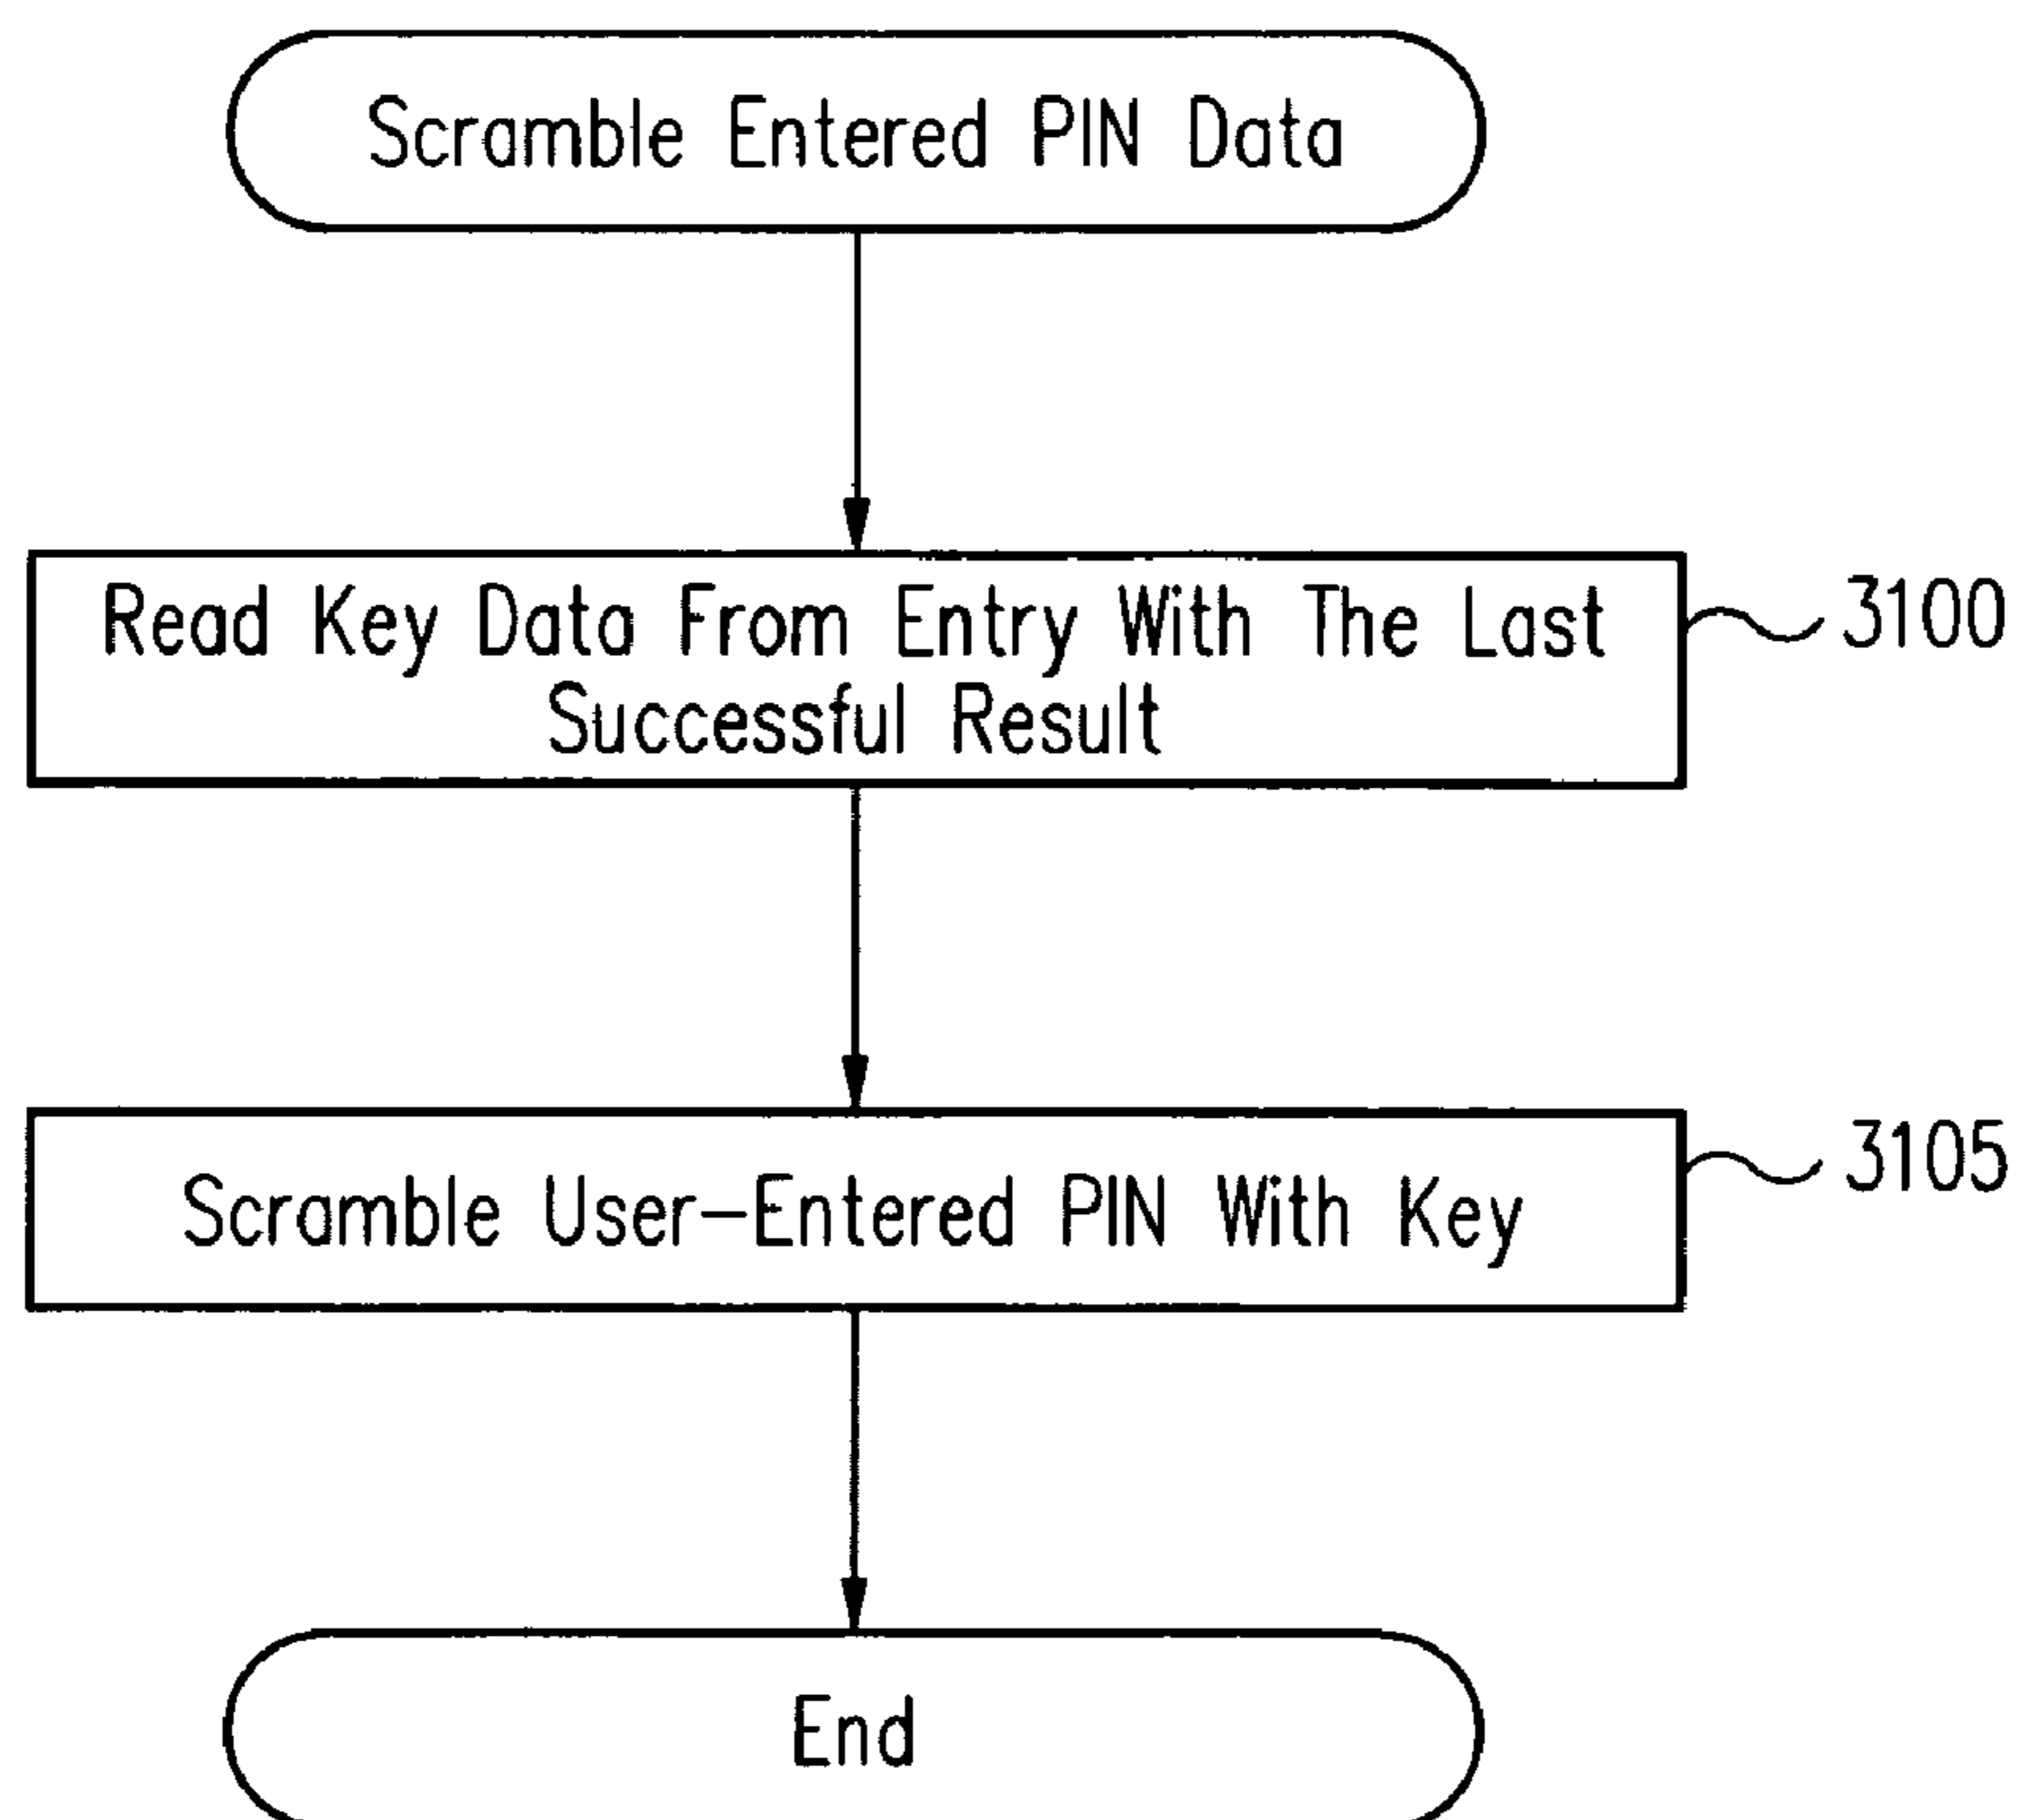 Scramble Entered PIN Data
Read Key Data From Entry With The Last
Successful Result
3100
Scramble User-Entered PIN With Key
3105
End